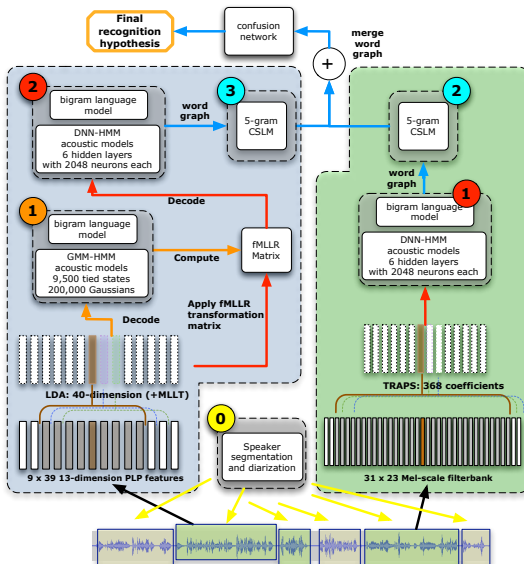 Final
recognition
hypothesis
confusion
network
merge
word
graph
+
2
bigram language
model
DNN-HMM
acoustic models
6 hidden layers
with 2048 neurons each
word
graph
3
5-gram
CSLM
2
5-gram
CSLM
word
graph
Decode
1
bigram language
model
GMM-HMM
acoustic models
9,500 tied states
200,000 Gaussians
Compute
fMLLR
Matrix
1
bigram language
model
DNN-HMM
acoustic models
6 hidden layers
with 2048 neurons each
Decode
Apply fMLLR
transformation
matrix
LDA: 40-dimension (+MLLT)
TRAPS: 368 coefficients
0
Speaker
segmentation
and diarization
9 x 39 13-dimension PLP features
31 x 23 Mel-scale filterbank